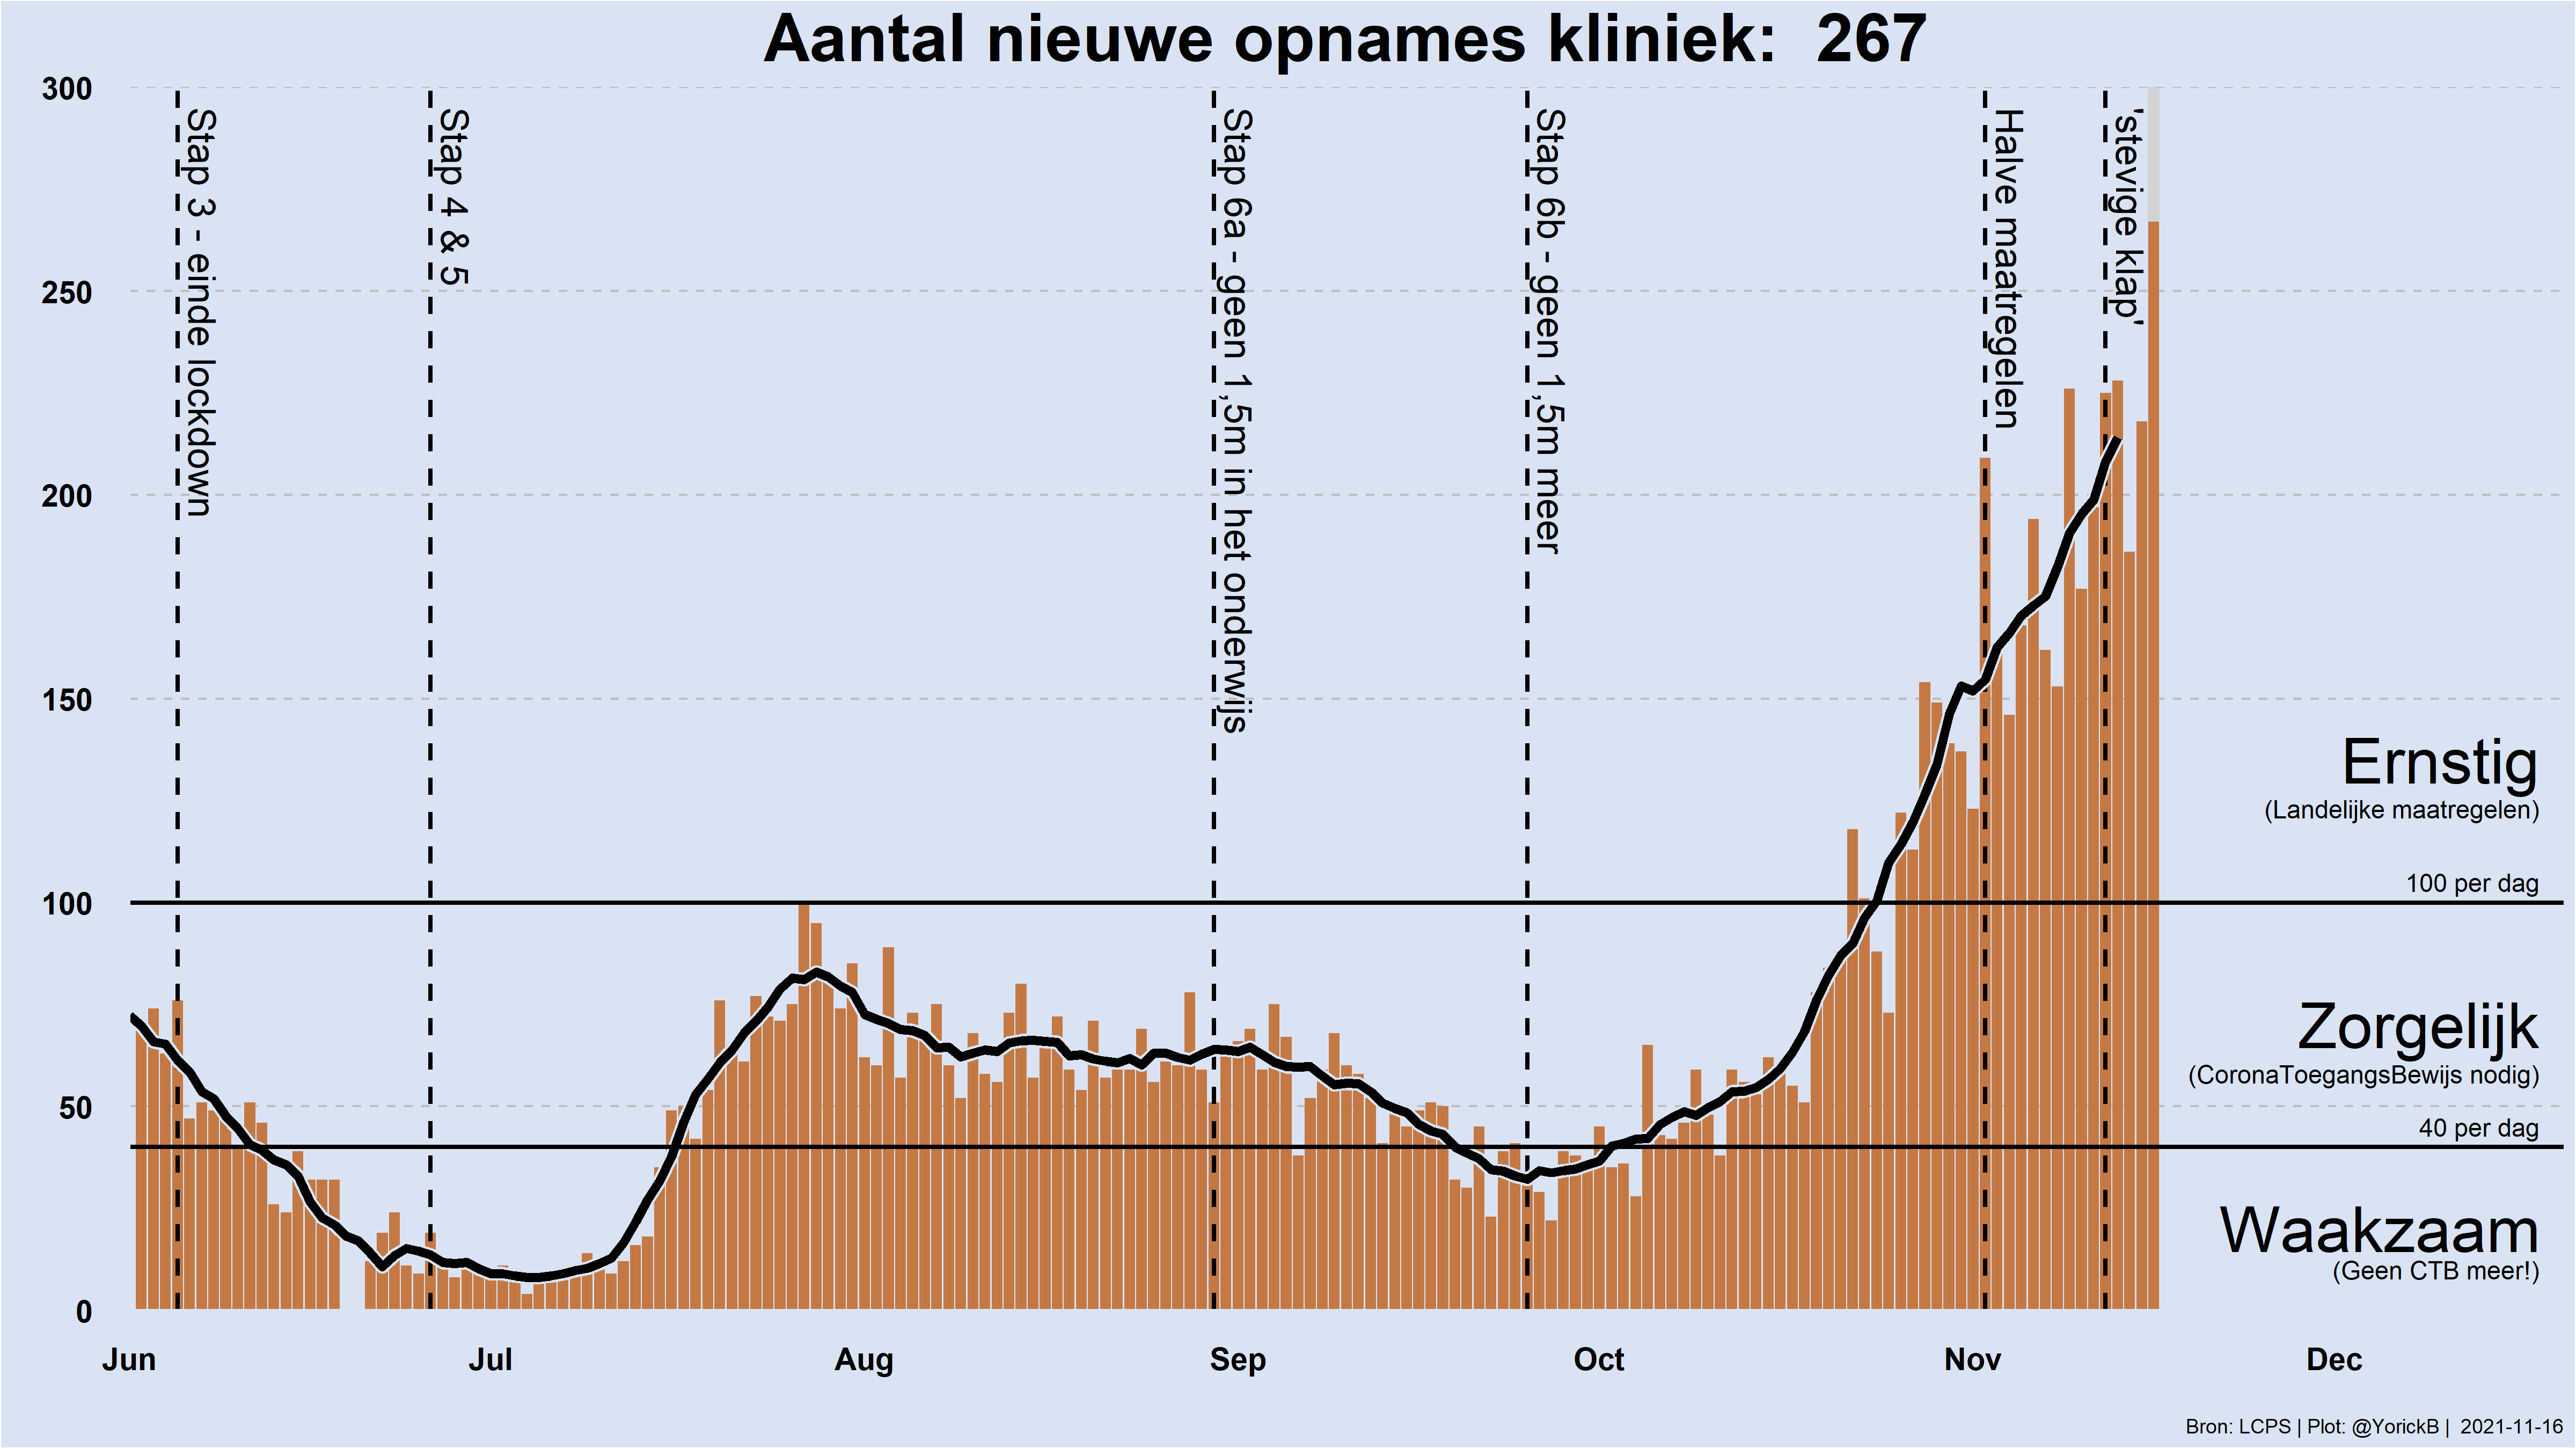 Aantal nieuwe opnames kliniek:  267
300
250
200
150
100
50
0
Stap 3 - einde lockdown
Stap 4 & 5
Stap 6a - geen 1,5m in het onderwijs
Stap 6b - geen 1,5m meer
Halve maatregelen
'stevige klap'
Ernstig
(Landelijke maatregelen)
100 per dag
Zorgelijk
(CoronaToegangsBewijs nodig)
40 per dag
Waakzaam
(Geen CTB meer!)
Jun Jul Aug Sep Oct Nov Dec
Bron: LCPS | Plot: @YorickB |  2021-11-16